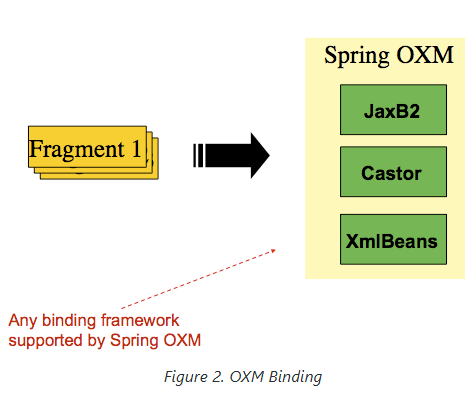 Spring OXM
JaxB2
Fragment 1
Castor
XmlBeans
Any binding framework
supported by Spring OXM
Figure 2. OXM Binding